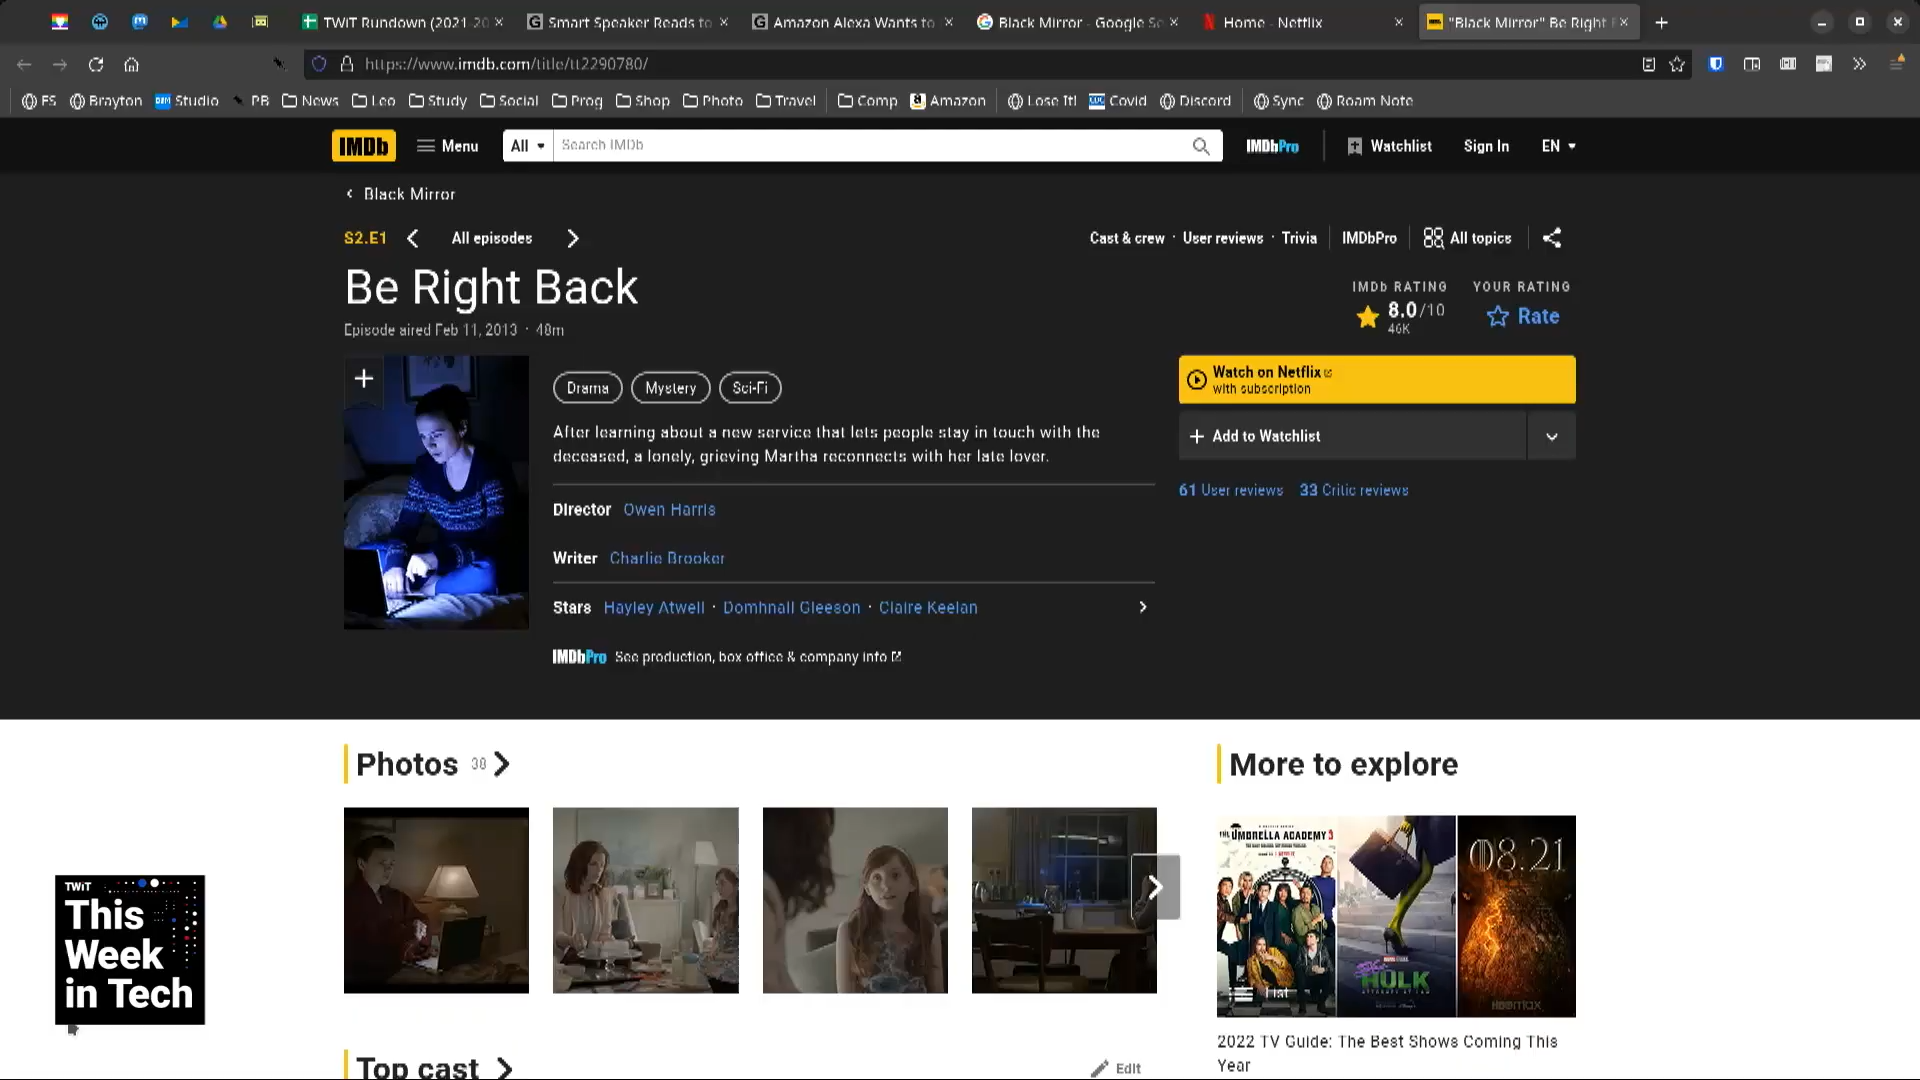 TWiT Rundown (2021-20
Smart Speaker Reads to
Amazon Alexa Wants to
Black Mirror - Google Se
Home - Netflix
"Black Mirror" Be Right
https://www.imdb.com/title/tt2290780/
FS Brayton Studio PB News Leo Study Social Prog Shop Photo Travel Comp Amazon Lose It! Covid Discord Sync Roam Note
IMDb Menu All Search IMDb IMDbPro Watchlist Sign In EN
Black Mirror
S2.E1 All episodes
Cast & crew · User reviews · Trivia IMDbPro All topics
Be Right Back
Episode aired Feb 11, 2013 · 48m
IMDb RATING YOUR RATING
8.0/10 Rate
46K
Drama Mystery Sci-Fi
After learning about a new service that lets people stay in touch with the
deceased, a lonely, grieving Martha reconnects with her late lover.
Director Owen Harris
Writer Charlie Brooker
Stars Hayley Atwell · Domhnall Gleeson · Claire Keelan
IMDbPro See production, box office & company info
Watch on Netflix
with subscription
Add to Watchlist
61 User reviews 33 Critic reviews
Photos 38
More to explore
THE UMBRELLA ACADEMY 3
HULK
08.21
HBOMAX
List
2022 TV Guide: The Best Shows Coming This
Year
TWiT
This
Week
in Tech
Top cast
Edit